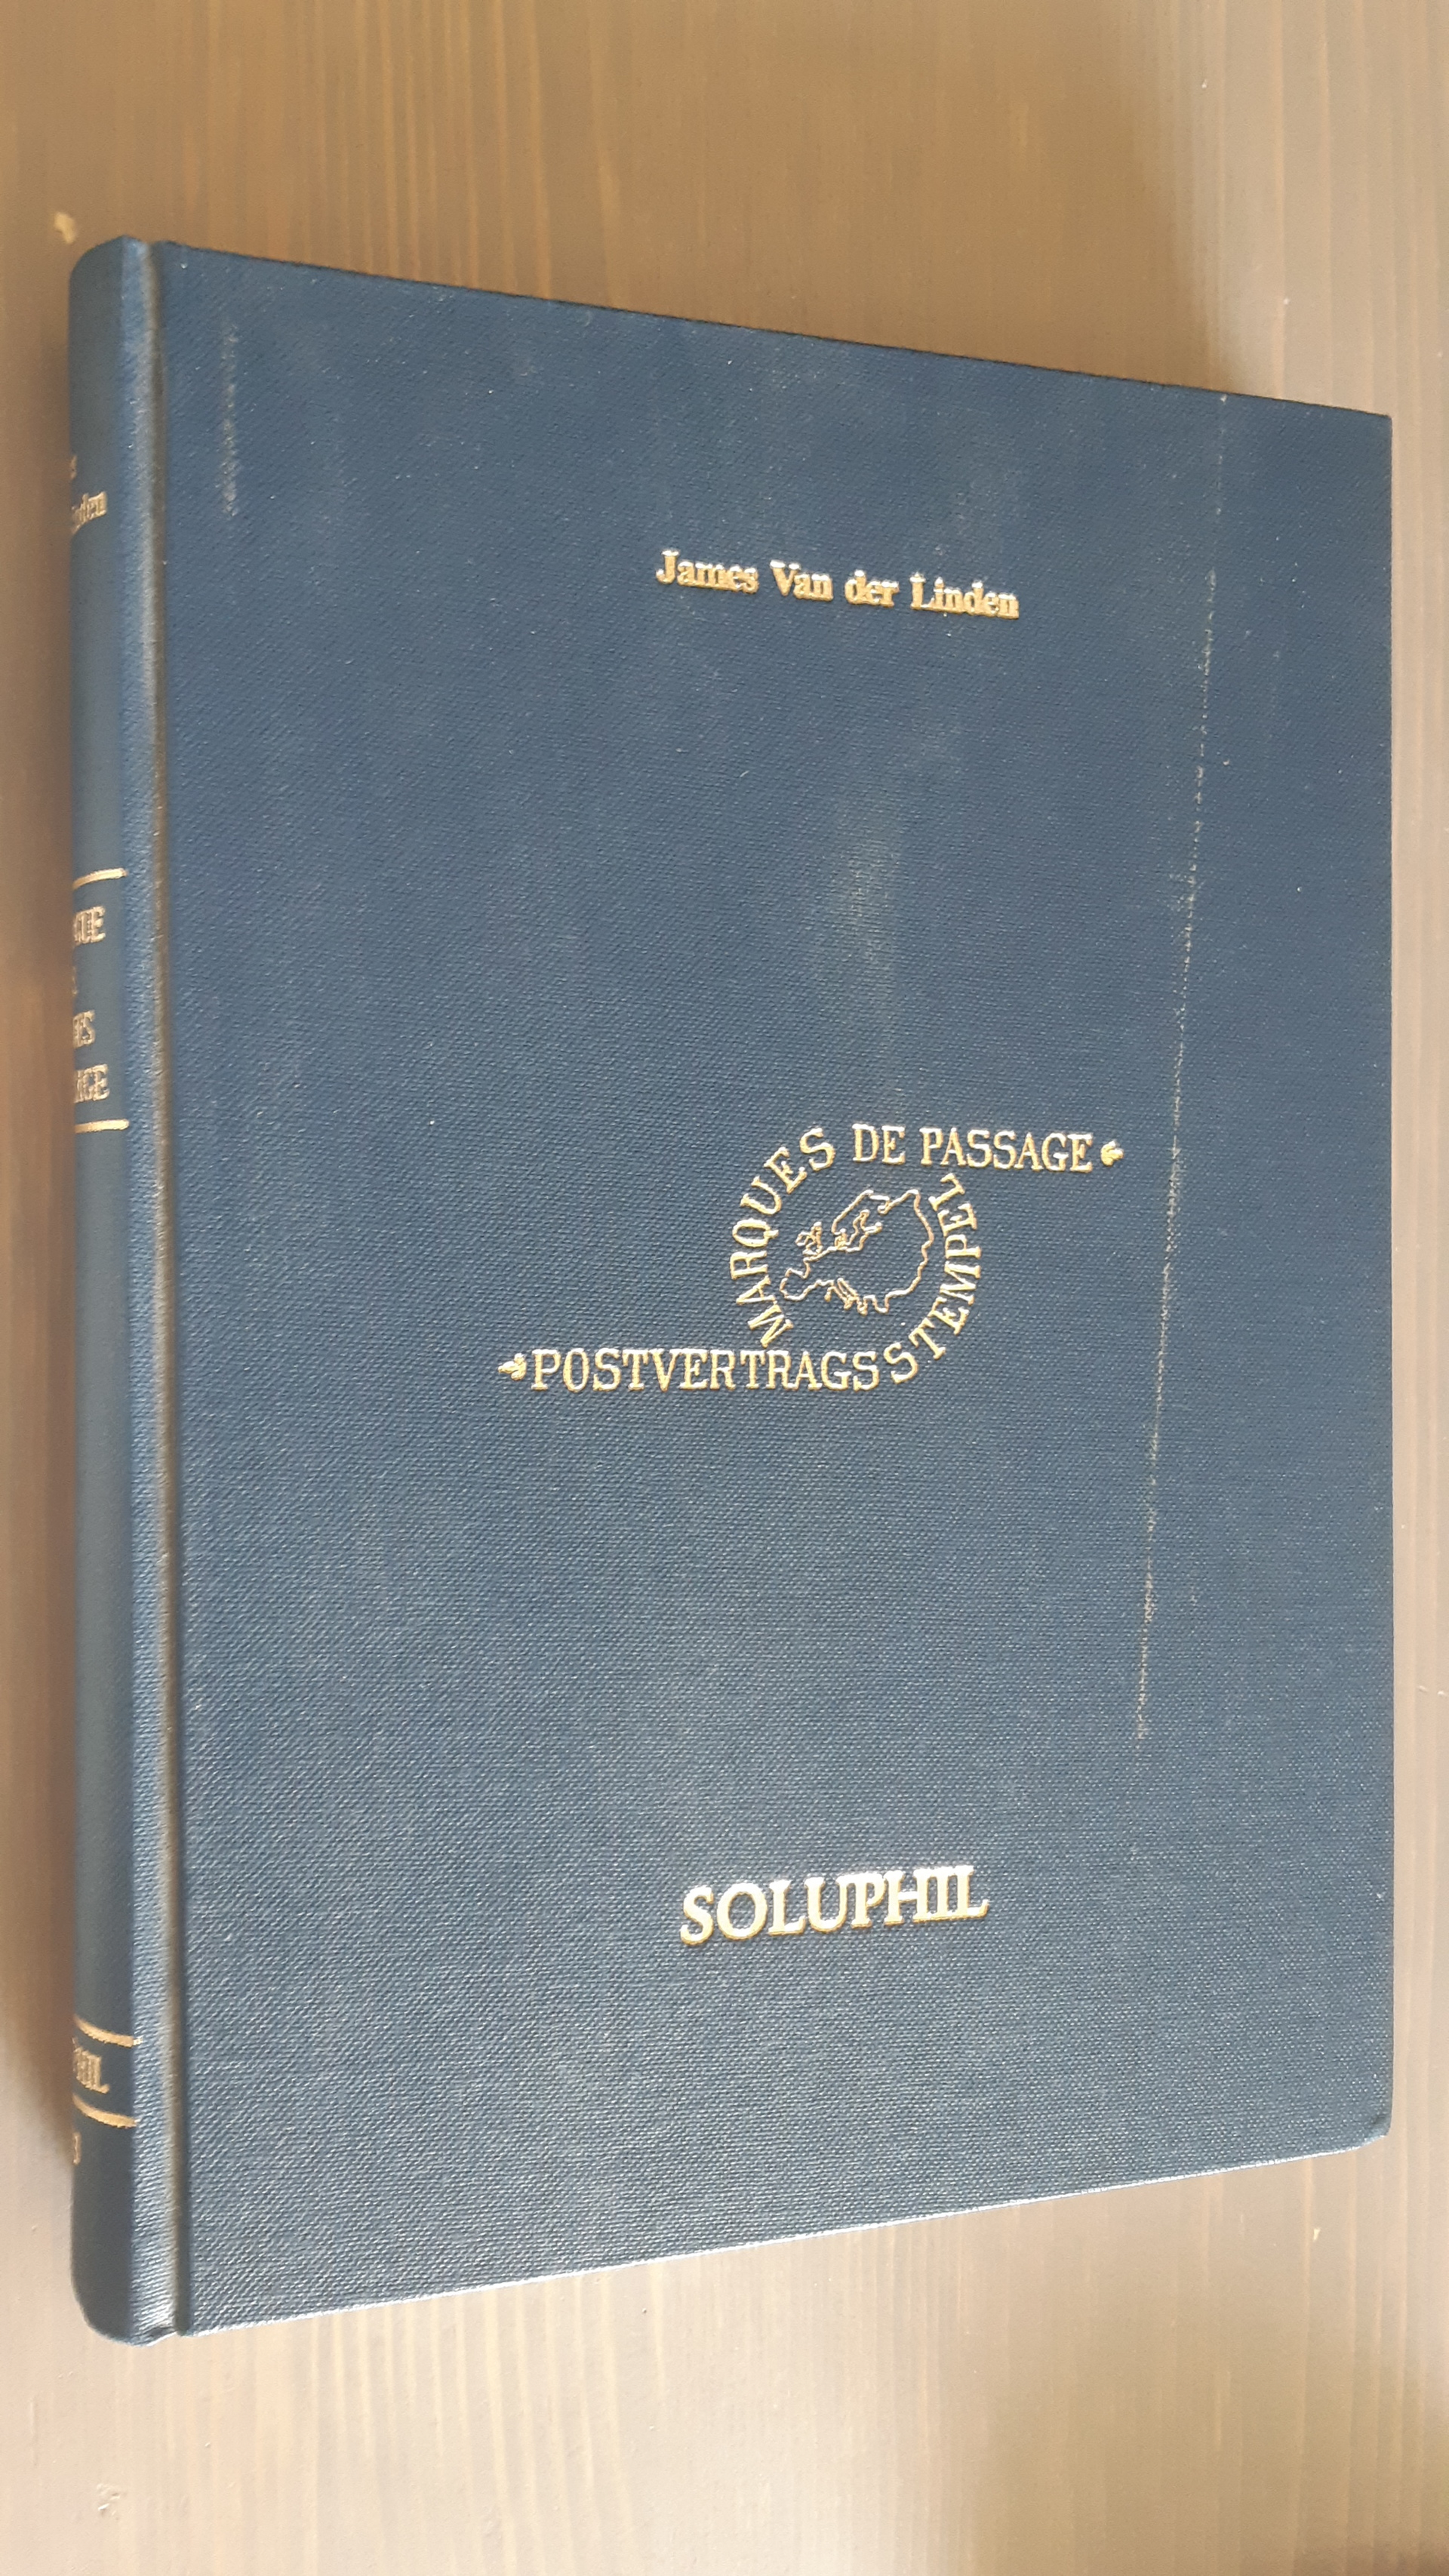 James Van der Linden
MARQUES DE PASSAGE
POSTVERTRAGSSTEMPEL
SOLUPHIL